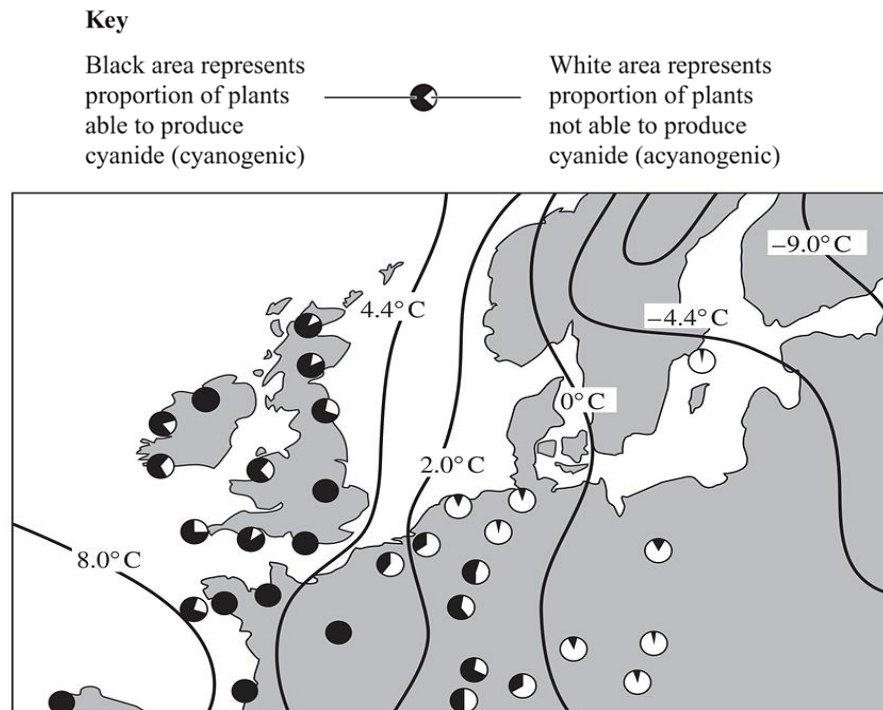 Key
Black area represents
proportion of plants
able to produce
cyanide (cyanogenic)
White area represents
proportion of plants
not able to produce
cyanide (acyanogenic)
−9.0°C
4.4°C
−4.4°C
0°C
2.0°C
8.0°C